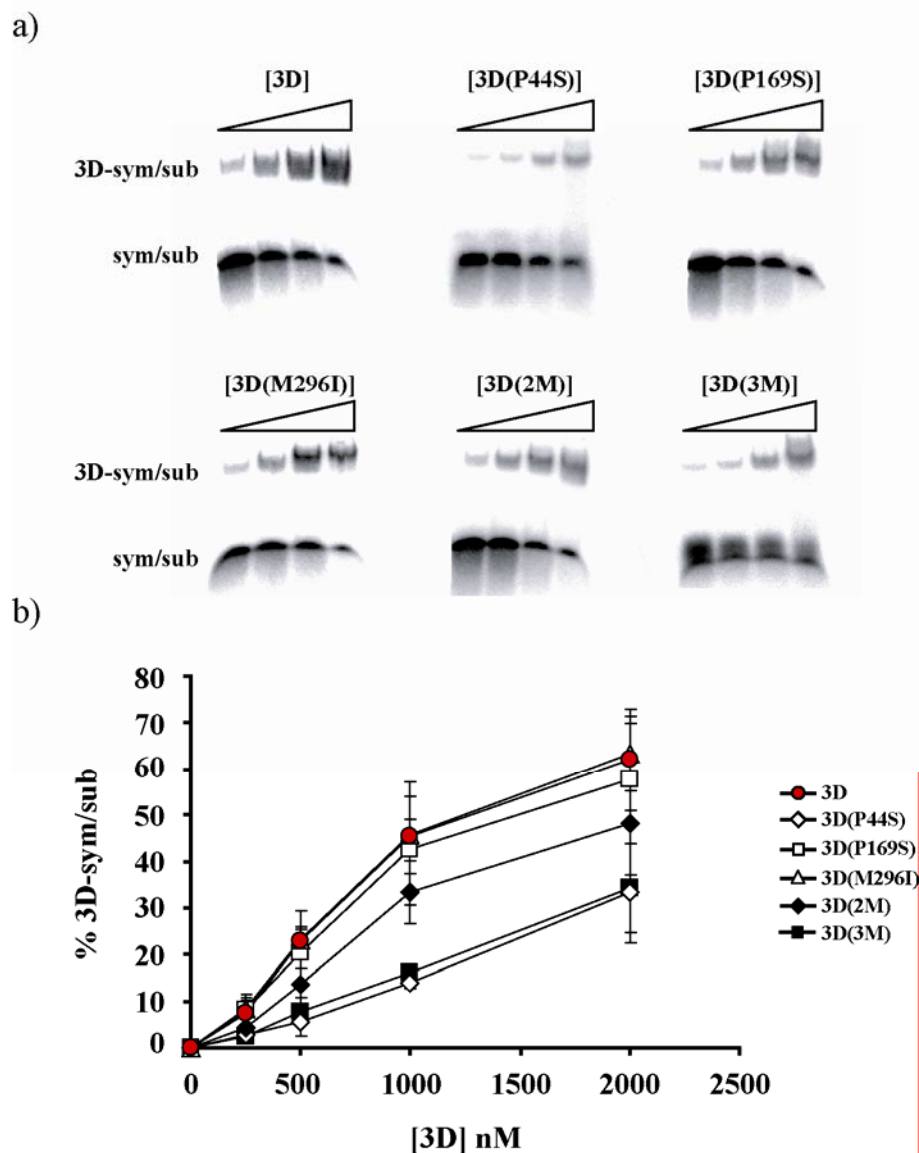 a)
[3D] [3D(P44S)] [3D(P169S)]
3D-sym/sub
sym/sub
[3D(M296I)] [3D(2M)] [3D(3M)]
3D-sym/sub
sym/sub
b)
80
70
60
50
40
30
20
10
0
% 3D-sym/sub
0 500 1000 1500 2000 2500
[3D] nM
3D
3D(P44S)
3D(P169S)
3D(M296I)
3D(2M)
3D(3M)